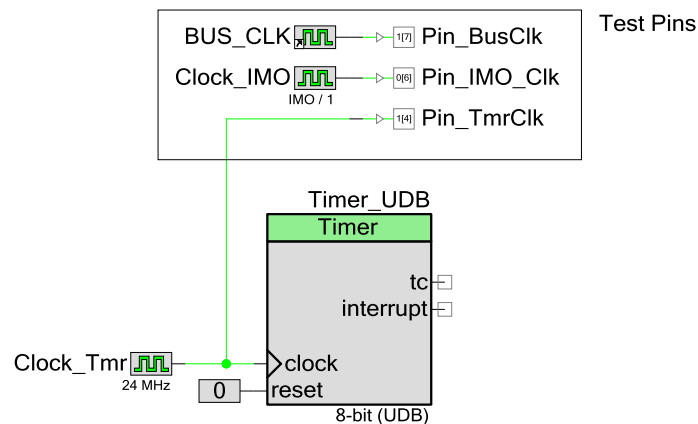 Test Pins
BUS_CLK 1[7] Pin_BusClk
Clock_IMO 0[6] Pin_IMO_Clk
IMO / 1
1[4] Pin_TmrClk
Timer_UDB
Timer
tc
interrupt
Clock_Tmr clock
24 MHz
0 reset
8-bit (UDB)